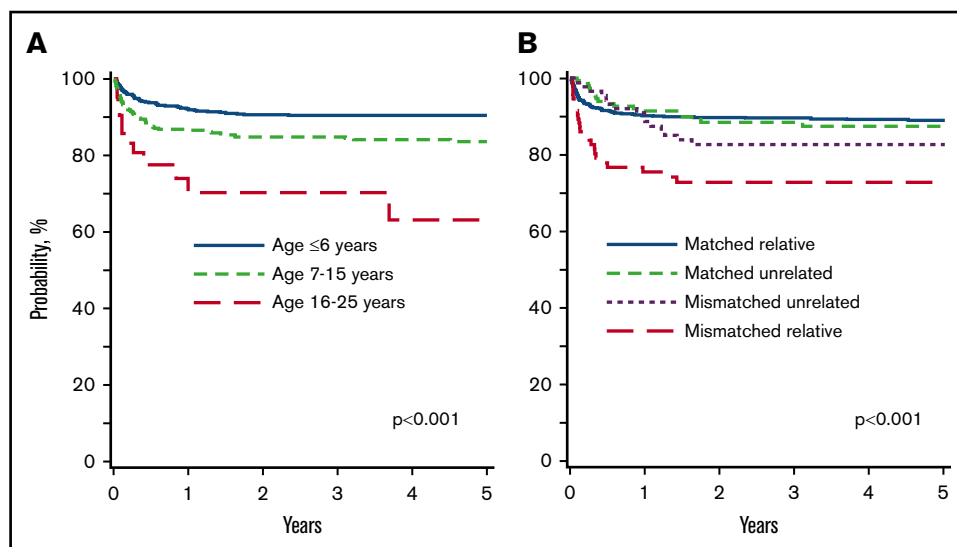 A
Probability, %
100
80
60
40
20
0
Age ≤6 years
Age 7-15 years
Age 16-25 years
p<0.001
0 1 2 3 4 5
Years
B
100
80
60
40
20
0
Matched relative
Matched unrelated
Mismatched unrelated
Mismatched relative
p<0.001
0 1 2 3 4 5
Years